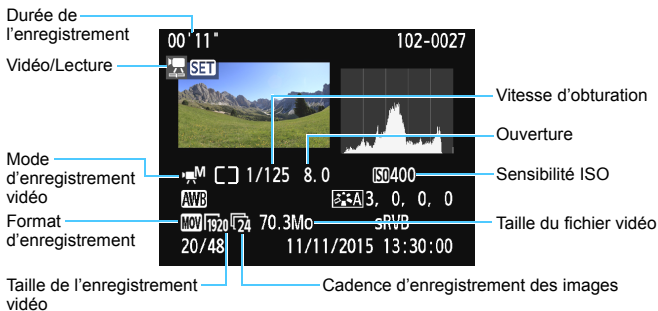 Durée de
l'enregistrement
00'11" 102-0027
Vidéo/Lecture
SET
Vitesse d'obturation
Ouverture
Mode
d'enregistrement
vidéo
M 1/125 8.0 ISO 400
Sensibilité ISO
AWB A 3, 0, 0, 0
Format
d'enregistrement
MOV 1920 24 70.3Mo sRVB
Taille du fichier vidéo
20/48 11/11/2015 13:30:00
Taille de l'enregistrement
vidéo
Cadence d'enregistrement des images